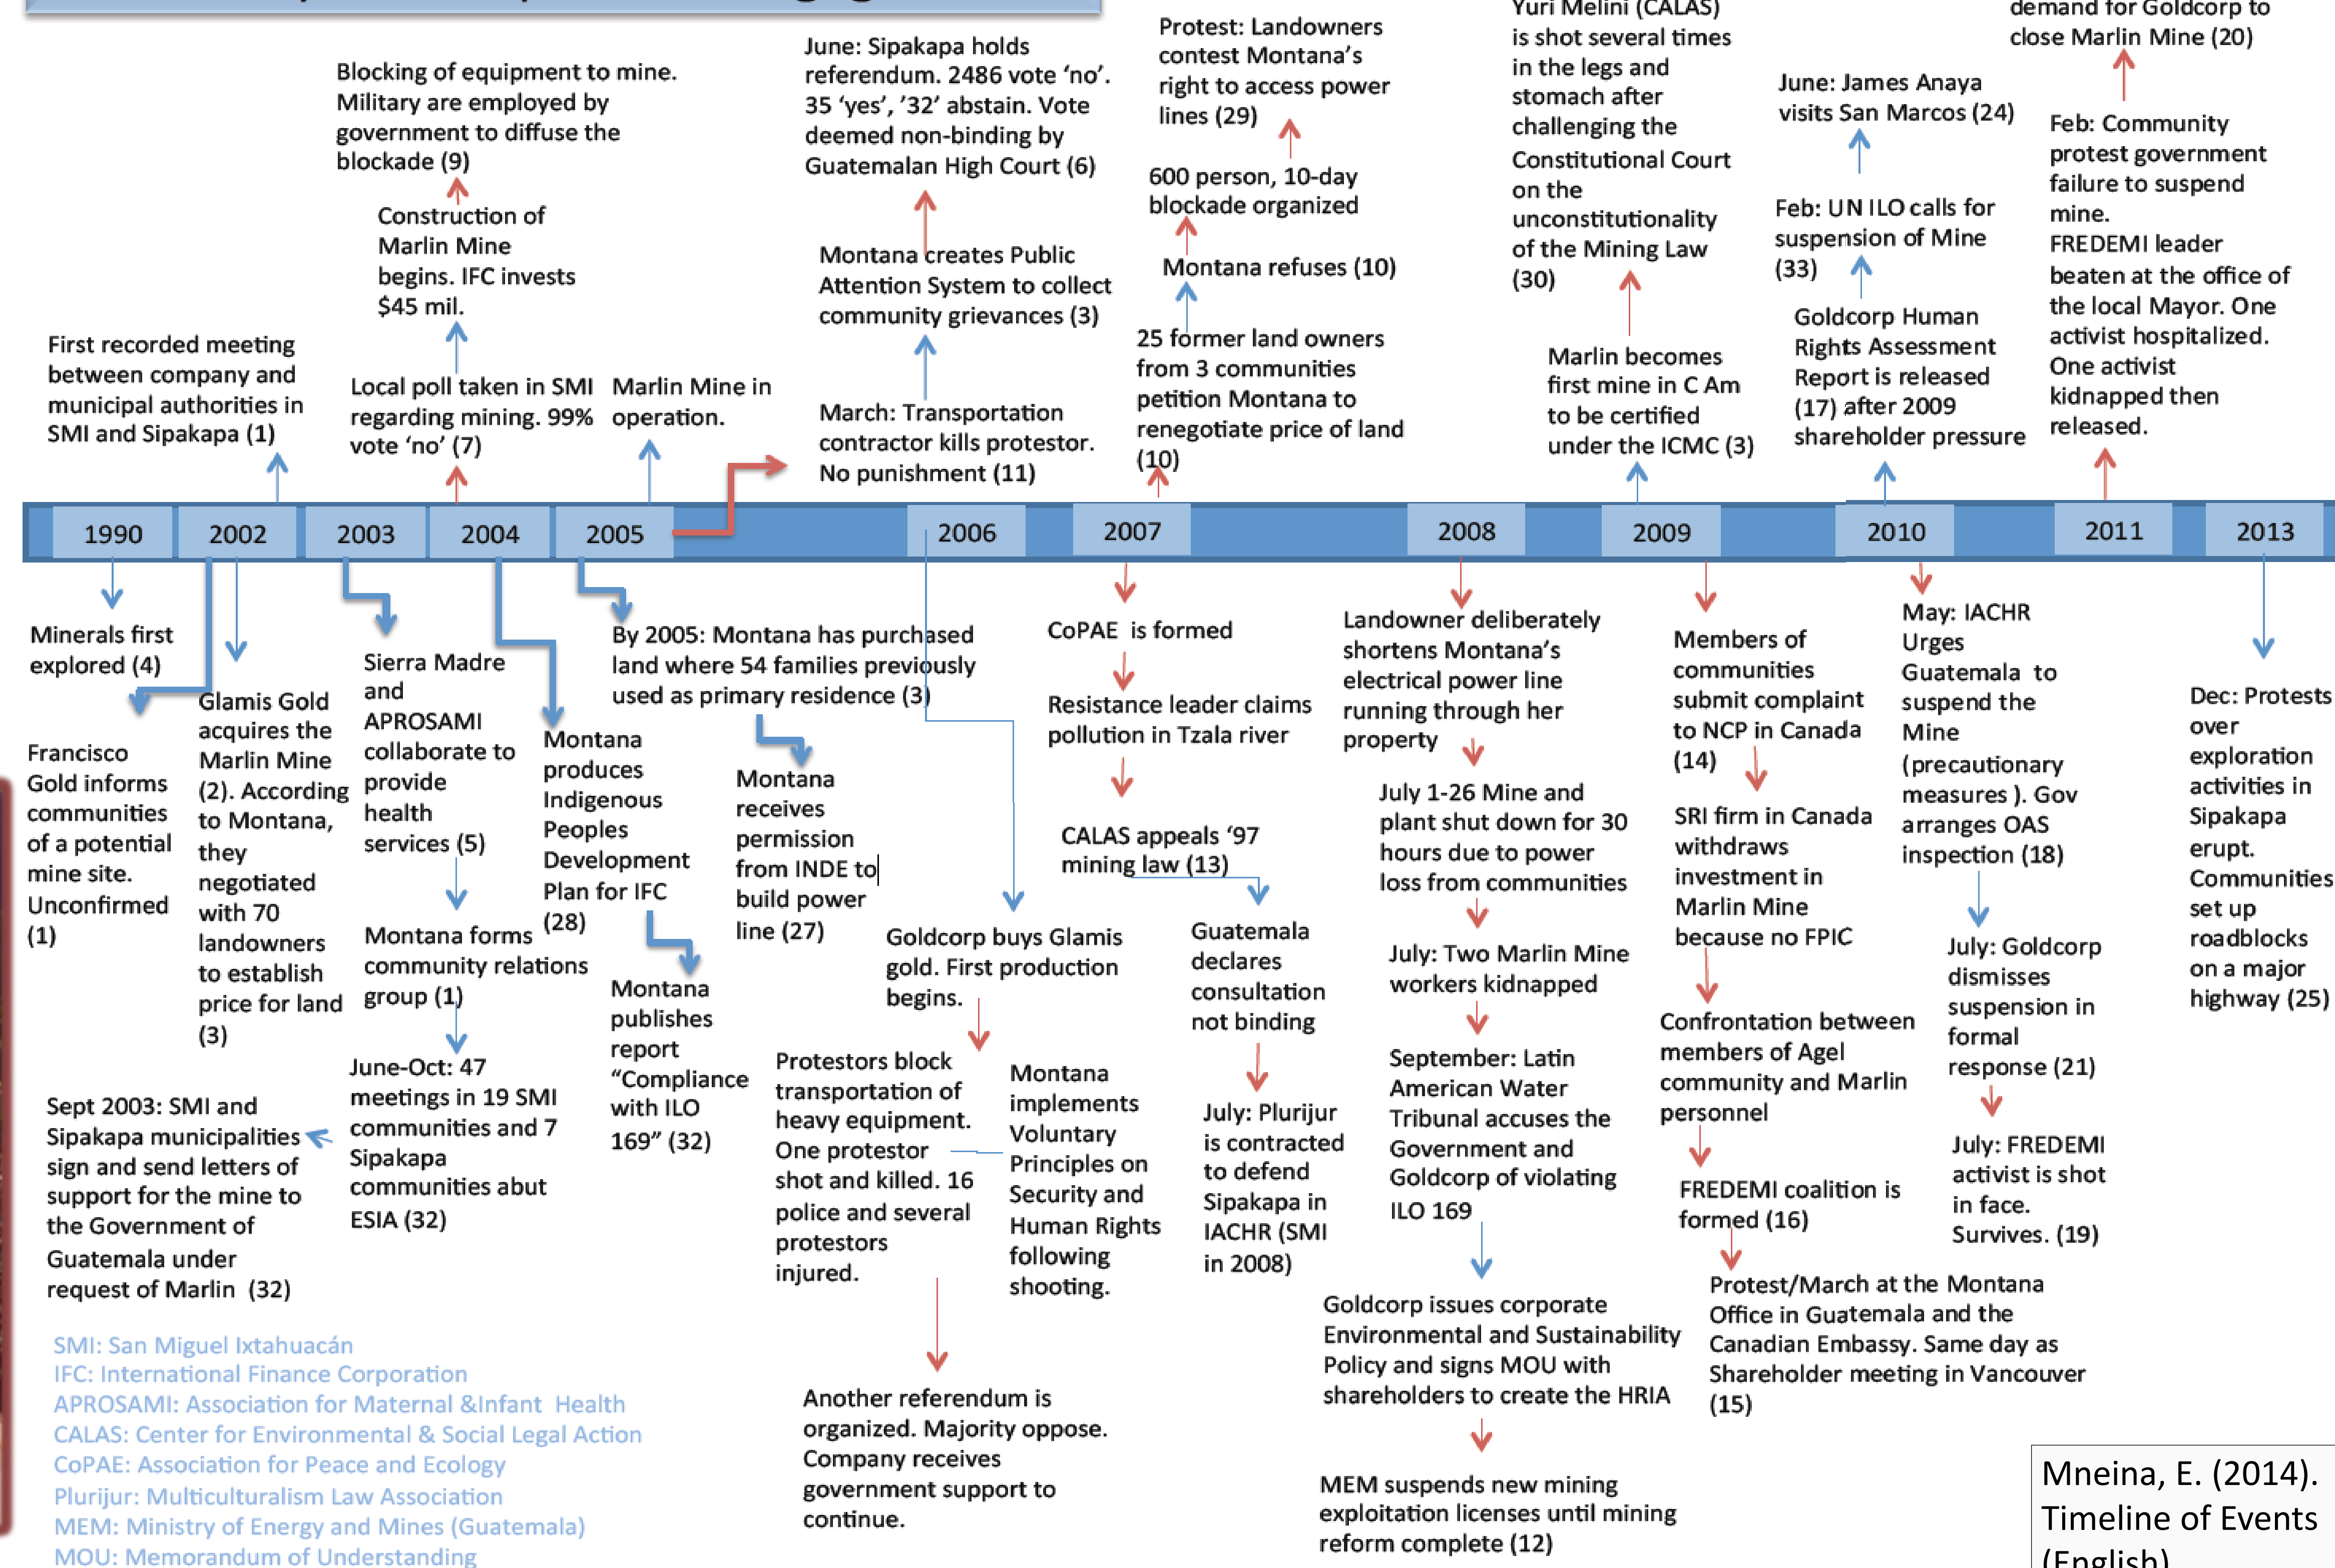 Yuri Melini (CALAS)
is shot several times
in the legs and
stomach after
challenging the
Constitutional Court
on the
unconstitutionality
of the Mining Law
(30)
demand for Goldcorp to
close Marlin Mine (20)
Protest: Landowners
contest Montana's
right to access power
lines (29)
June: Sipakapa holds
referendum. 2486 vote 'no'.
35 'yes', '32' abstain. Vote
deemed non-binding by
Guatemalan High Court (6)
Blocking of equipment to mine.
Military are employed by
government to diffuse the
blockade (9)
June: James Anaya
visits San Marcos (24)
Feb: Community
protest government
failure to suspend
mine.
FREDEMI leader
beaten at the office of
the local Mayor. One
activist hospitalized.
One activist
kidnapped then
released.
600 person, 10-day
blockade organized
Construction of
Marlin Mine
begins. IFC invests
$45 mil.
Feb: UN ILO calls for
suspension of Mine
(33)
Montana creates Public
Attention System to collect
community grievances (3)
Montana refuses (10)
Goldcorp Human
Rights Assessment
Report is released
(17) after 2009
shareholder pressure
First recorded meeting
between company and
municipal authorities in
SMI and Sipakapa (1)
25 former land owners
from 3 communities
petition Montana to
renegotiate price of land
(10)
Marlin becomes
first mine in C Am
to be certified
under the ICMC (3)
Local poll taken in SMI
regarding mining. 99%
vote 'no' (7)
Marlin Mine in
operation.
March: Transportation
contractor kills protestor.
No punishment (11)
1990
2002
2003
2004
2005
2006
2007
2008
2009
2010
2011
2013
Minerals first
explored (4)
Francisco
Gold informs
communities
of a potential
mine site.
Unconfirmed
(1)
Glamis Gold
acquires the
Marlin Mine
(2). According
to Montana,
they
negotiated
with 70
landowners
to establish
price for land
(3)
Sierra Madre
and
APROSAMI
collaborate to
provide
health
services (5)
Montana forms
community relations
group (1)
June-Oct: 47
meetings in 19 SMI
communities and 7
Sipakapa
communities abut
ESIA (32)
Sept 2003: SMI and
Sipakapa municipalities
sign and send letters of
support for the mine to
the Government of
Guatemala under
request of Marlin (32)
Montana
produces
Indigenous
Peoples
Development
Plan for IFC
(28)
Montana
publishes
report
"Compliance
with ILO
169" (32)
By 2005: Montana has purchased
land where 54 families previously
used as primary residence (3)
Montana
receives
permission
from INDE to
build power
line (27)
Goldcorp buys Glamis
gold. First production
begins.
Protestors block
transportation of
heavy equipment.
One protestor
shot and killed. 16
police and several
protestors
injured.
Montana
implements
Voluntary
Principles on
Security and
Human Rights
following
shooting.
Another referendum is
organized. Majority oppose.
Company receives
government support to
continue.
CoPAE is formed
Resistance leader claims
pollution in Tzala river
CALAS appeals '97
mining law (13)
Guatemala
declares
consultation
not binding
July: Plurijur
is contracted
to defend
Sipakapa in
IACHR (SMI
in 2008)
Landowner deliberately
shortens Montana's
electrical power line
running through her
property
July 1-26 Mine and
plant shut down for 30
hours due to power
loss from communities
July: Two Marlin Mine
workers kidnapped
September: Latin
American Water
Tribunal accuses the
Government and
Goldcorp of violating
ILO 169
Goldcorp issues corporate
Environmental and Sustainability
Policy and signs MOU with
shareholders to create the HRIA
MEM suspends new mining
exploitation licenses until mining
reform complete (12)
Members of
communities
submit complaint
to NCP in Canada
(14)
SRI firm in Canada
withdraws
investment in
Marlin Mine
because no FPIC
Confrontation between
members of Agel
community and Marlin
personnel
FREDEMI coalition is
formed (16)
Protest/March at the Montana
Office in Guatemala and the
Canadian Embassy. Same day as
Shareholder meeting in Vancouver
(15)
May: IACHR
Urges
Guatemala to
suspend the
Mine
(precautionary
measures ). Gov
arranges OAS
inspection (18)
July: Goldcorp
dismisses
suspension in
formal
response (21)
July: FREDEMI
activist is shot
in face.
Survives. (19)
Dec: Protests
over
exploration
activities in
Sipakapa
erupt.
Communities
set up
roadblocks
on a major
highway (25)
SMI: San Miguel Ixtahuacán
IFC: International Finance Corporation
APROSAMI: Association for Maternal &Infant Health
CALAS: Center for Environmental & Social Legal Action
CoPAE: Association for Peace and Ecology
Plurijur: Multiculturalism Law Association
MEM: Ministry of Energy and Mines (Guatemala)
MOU: Memorandum of Understanding
Mneina, E. (2014).
Timeline of Events
(English)